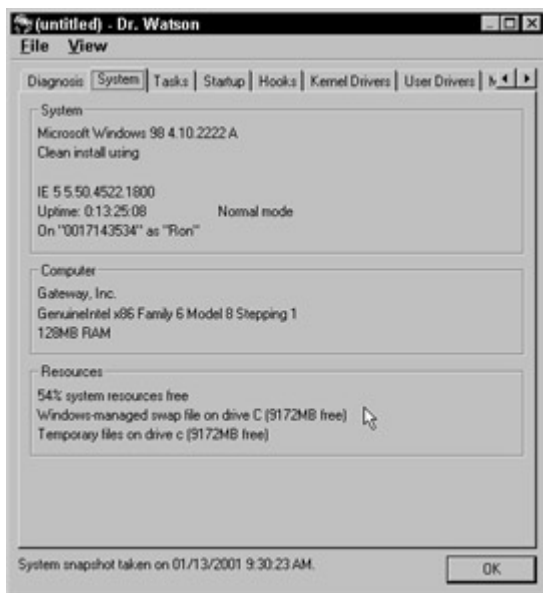 (untitled) - Dr. Watson
File View
Diagnosis System Tasks Startup Hooks Kernel Drivers User Drivers
System
Microsoft Windows 98 4.10.2222 A
Clean install using
IE 5 5.50.4522.1800
Uptime: 0:13:25:08 Normal mode
On "0017143534" as "Ron"
Computer
Gateway, Inc.
GenuineIntel x86 Family 6 Model 8 Stepping 1
128MB RAM
Resources
54% system resources free
Windows-managed swap file on drive C (9172MB free)
Temporary files on drive c (9172MB free)
System snapshot taken on 01/13/2001 9:30:23 AM.
OK